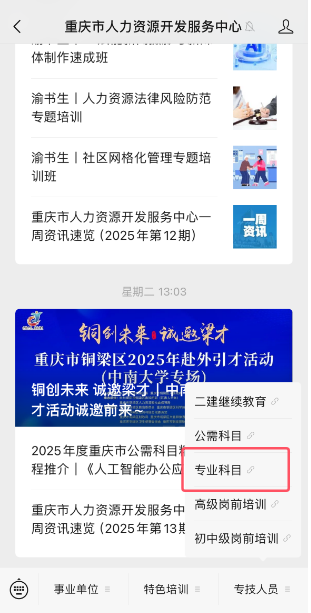 重庆市人力资源开发服务中心
体制作速成班
渝书生丨人力资源法律风险防范
专题培训
渝书生丨社区网格化管理专题培
训班
重庆市人力资源开发服务中心一
周资讯速览（2025年第12期）
一周
资讯
星期二 13:03
铜创未来 诚邀梁才
重庆市铜梁区2025年赴外引才活动
(中南大学专场)
铜创未来 诚邀梁才丨中南
才活动诚邀前来~
2025年度重庆市公需科目
程推介丨《人工智能办公应
重庆市人力资源开发服务中
周资讯速览（2025年第13期
二建继续教育
公需科目
专业科目
高级岗前培训
初中级岗前培训
事业单位
特色培训
专技人员